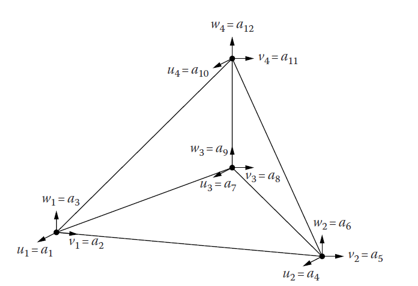 w₄ = a₁₂
v₄ = a₁₁
u₄ = a₁₀
w₃ = a₉
v₃ = a₈
u₃ = a₇
w₁ = a₃
v₁ = a₂
u₁ = a₁
w₂ = a₆
v₂ = a₅
u₂ = a₄